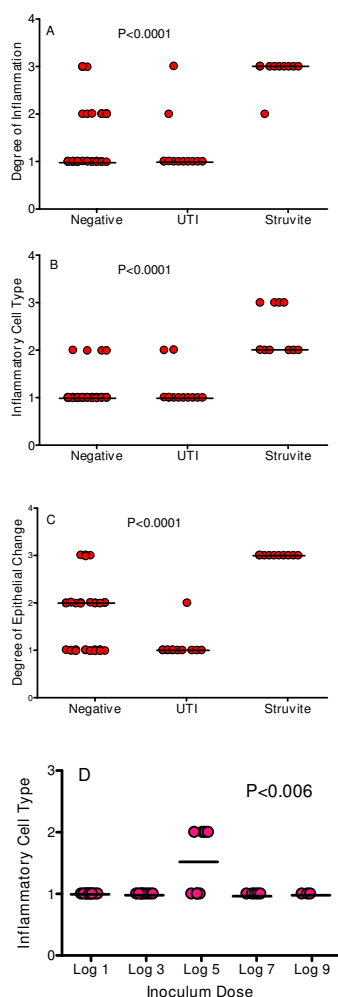 A
P<0.0001
Degree of Inflammation
4
3
2
1
0
Negative UTI Struvite
B
P<0.0001
Inflammatory Cell Type
4
3
2
1
0
Negative UTI Struvite
C
P<0.0001
Degree of Epithelial Change
4
3
2
1
0
Negative UTI Struvite
D
P<0.006
Inflammatory Cell Type
3
2
1
0
Log 1 Log 3 Log 5 Log 7 Log 9
Inoculum Dose